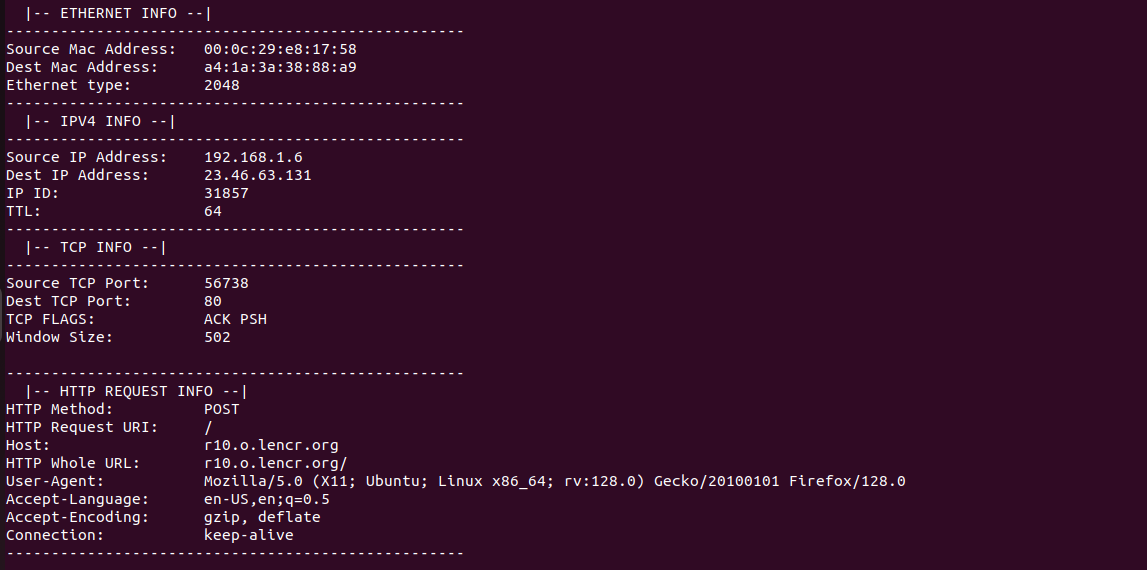 |-- ETHERNET INFO --|
---------------------------------------------------
Source Mac Address:   00:0c:29:e8:17:58
Dest Mac Address:     a4:1a:3a:38:88:a9
Ethernet type:        2048
---------------------------------------------------
|-- IPV4 INFO --|
---------------------------------------------------
Source IP Address:    192.168.1.6
Dest IP Address:      23.46.63.131
IP ID:                31857
TTL:                  64
---------------------------------------------------
|-- TCP INFO --|
---------------------------------------------------
Source TCP Port:      56738
Dest TCP Port:        80
TCP FLAGS:            ACK PSH
Window Size:          502
---------------------------------------------------
|-- HTTP REQUEST INFO --|
HTTP Method:          POST
HTTP Request URI:     /
Host:                 r10.o.lencr.org
HTTP Whole URL:       r10.o.lencr.org/
User-Agent:           Mozilla/5.0 (X11; Ubuntu; Linux x86_64; rv:128.0) Gecko/20100101 Firefox/128.0
Accept-Language:      en-US,en;q=0.5
Accept-Encoding:      gzip, deflate
Connection:           keep-alive
---------------------------------------------------